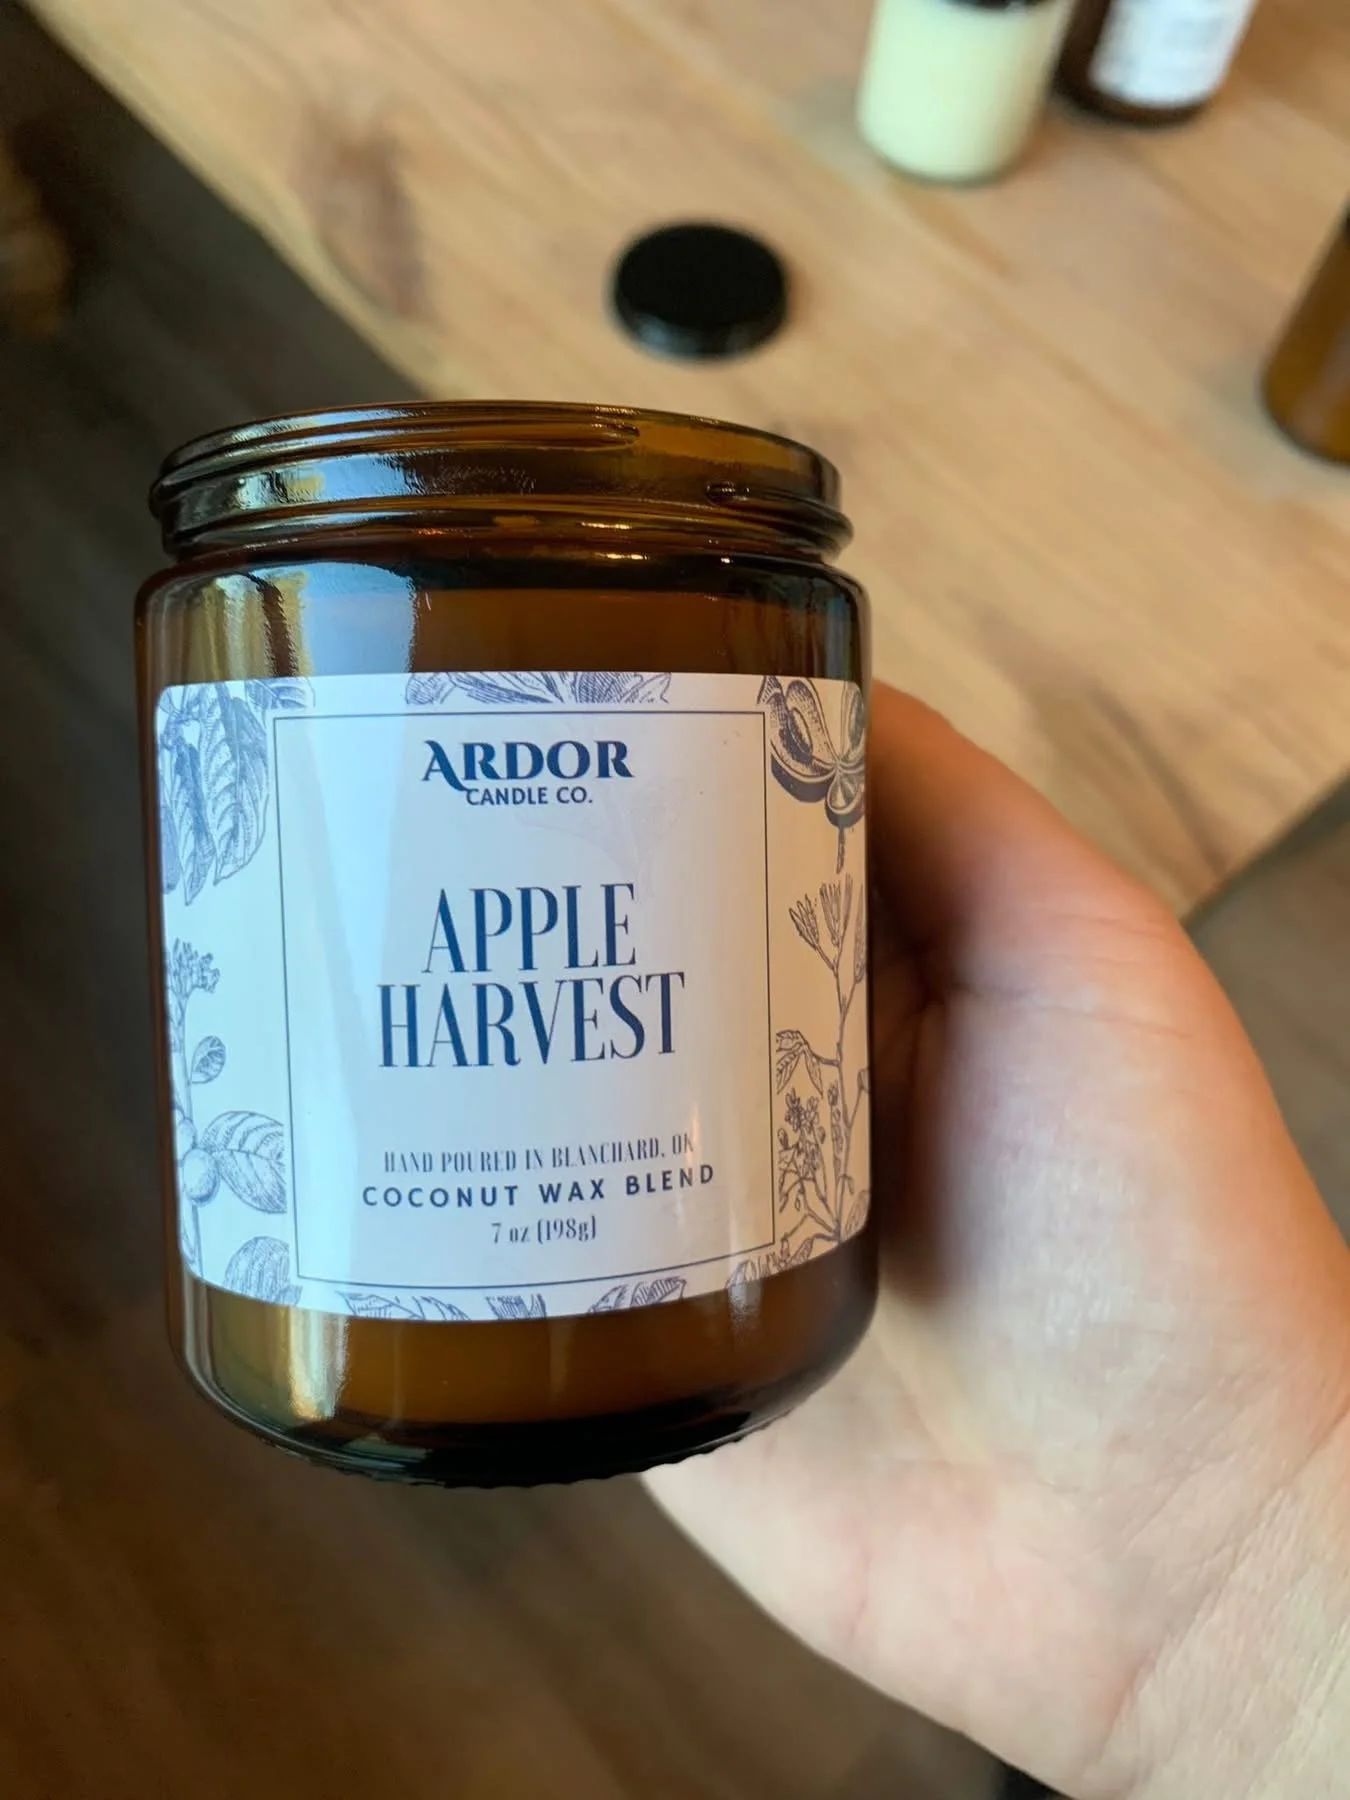 ARDOR
CANDLE CO.
APPLE
HARVEST
HAND POURED IN BLANCHARD, OK
COCONUT WAX BLEND
7 oz (198g)